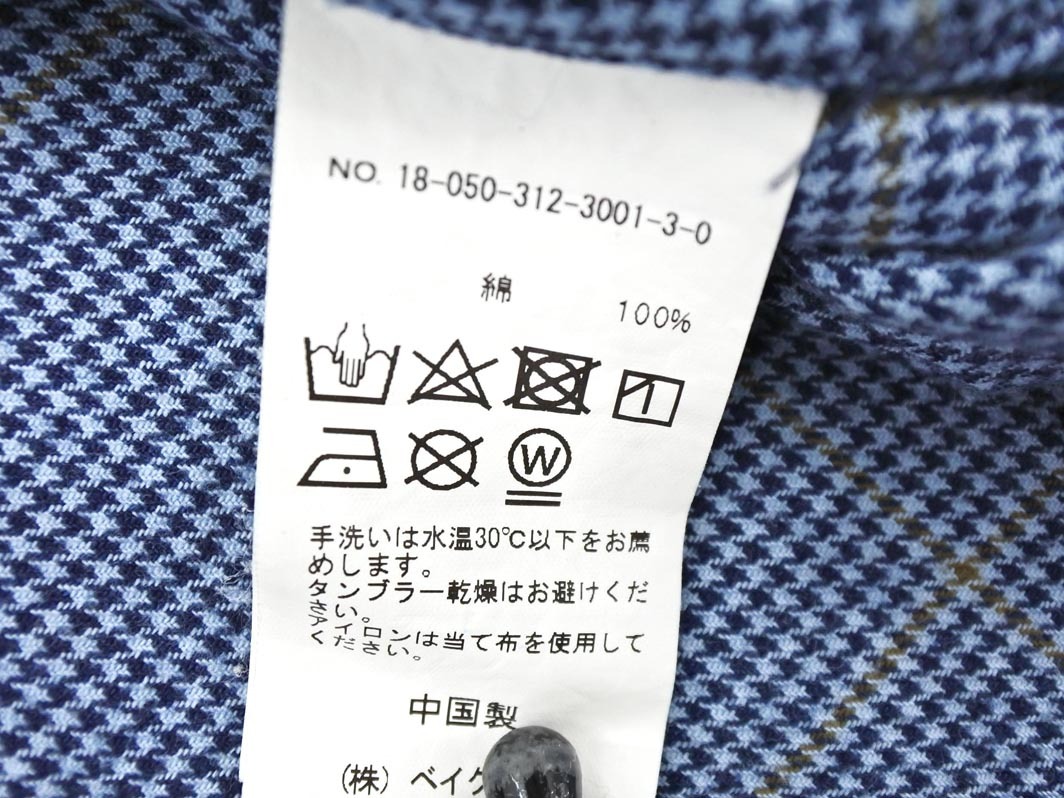 NO. 18-050-312-3001-3-0
綿 100%
W
手洗いは水温30℃以下をお薦
めします。
タンブラー乾燥はお避けくだ
さい。
アイロンは当て布を使用して
ください。
中国製
(株) ベイク